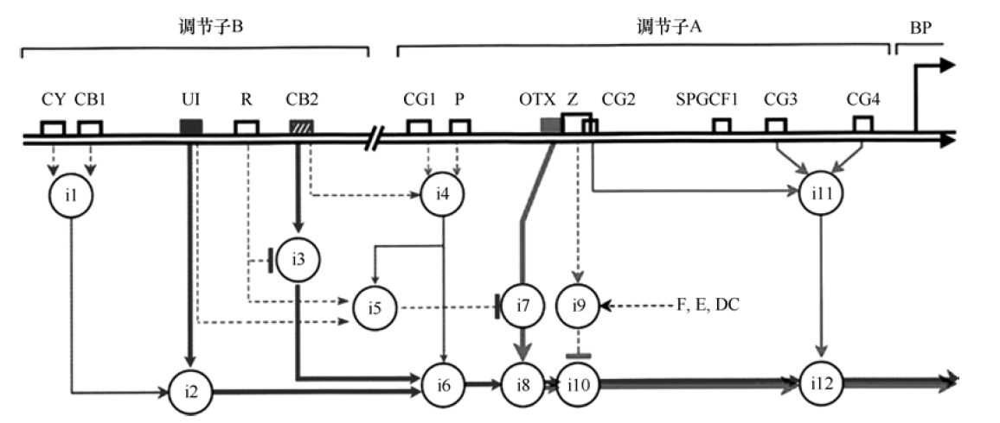 调节子B 调节子A BP
CY CB1 UI R CB2 CG1 P OTX Z CG2 SPGCF1 CG3 CG4
i1 i4 i11
i3
i5 i7 i9 F, E, DC
i2 i6 i8 i10 i12